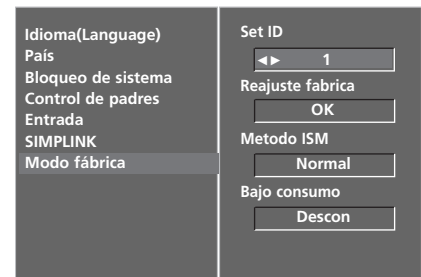 Idioma(Language)
País
Bloqueo de sistema
Control de padres
Entrada
SIMPLINK
Modo fábrica
Set ID
◄► 1
Reajuste fabrica
OK
Metodo ISM
Normal
Bajo consumo
Descon